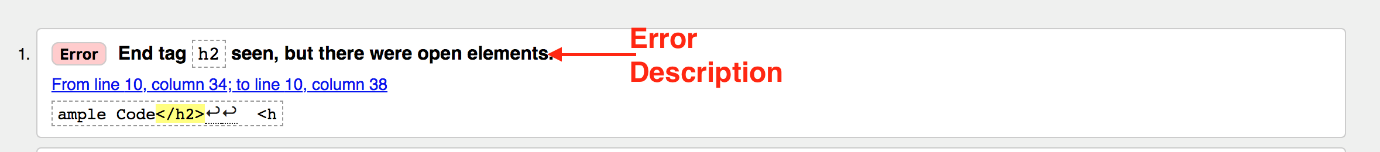 1. Error End tag h2 seen, but there were open elements.
Error
Description
From line 10, column 34; to line 10, column 38
ample Code</h2>↩↩  <h